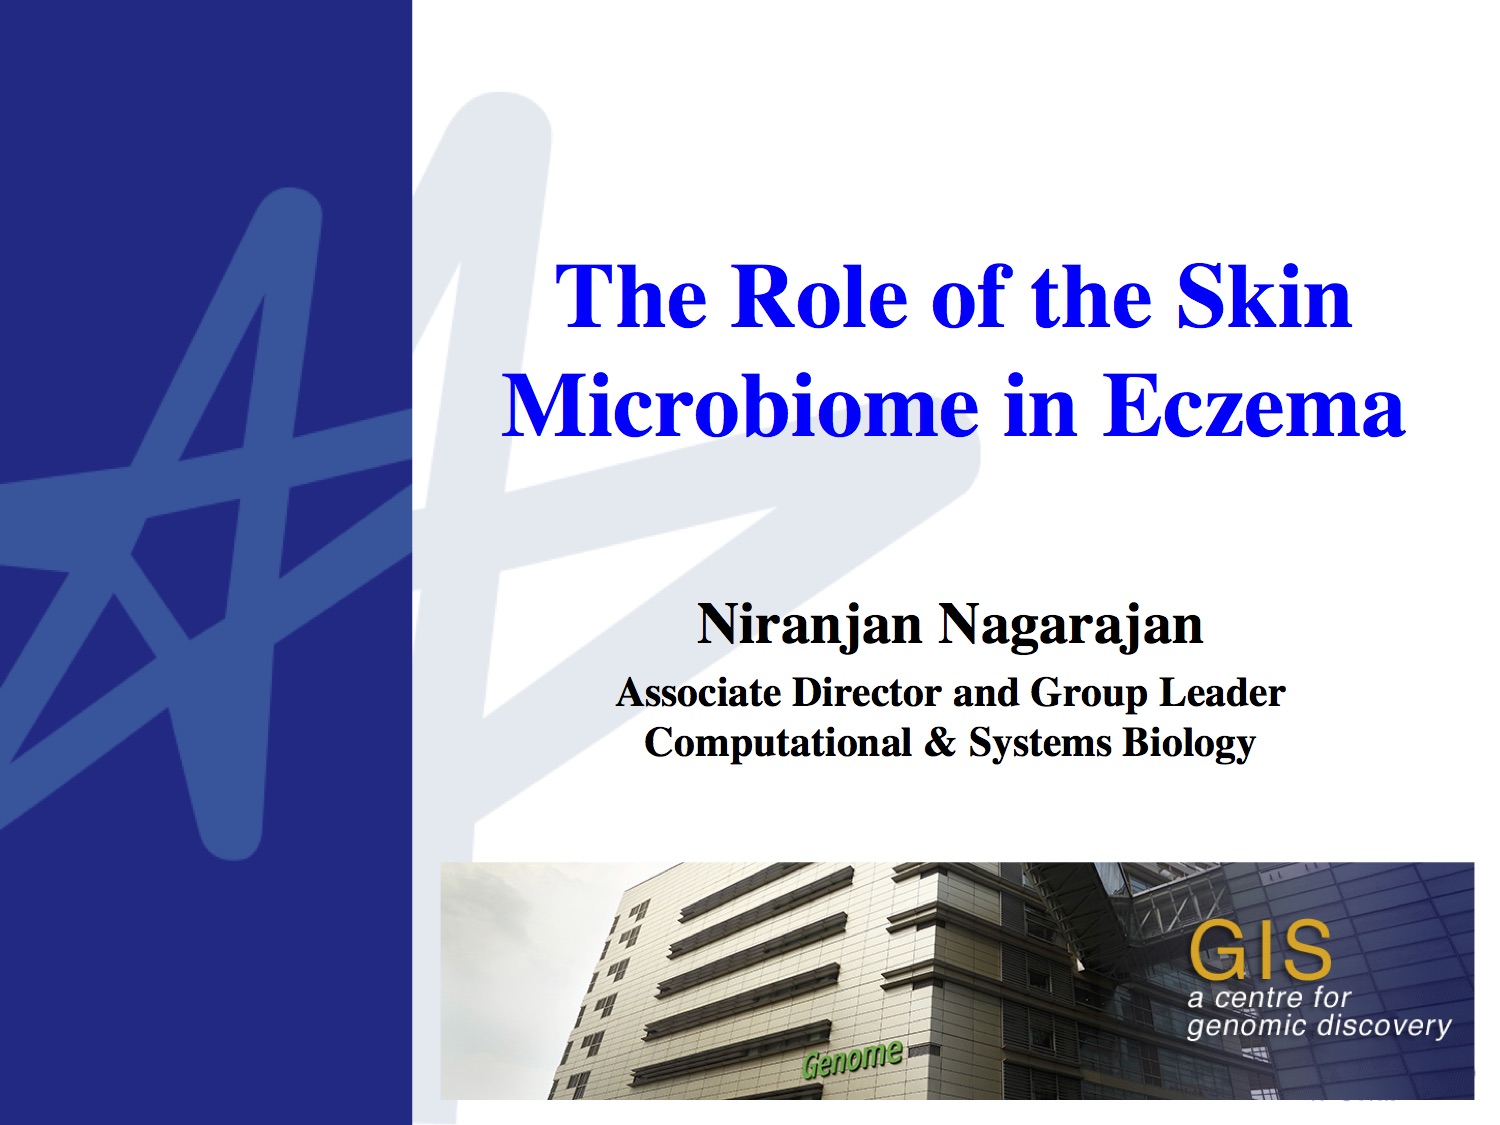 The Role of the Skin
Microbiome in Eczema
Niranjan Nagarajan
Associate Director and Group Leader
Computational & Systems Biology
Genome
GIS
a centre for
genomic discovery